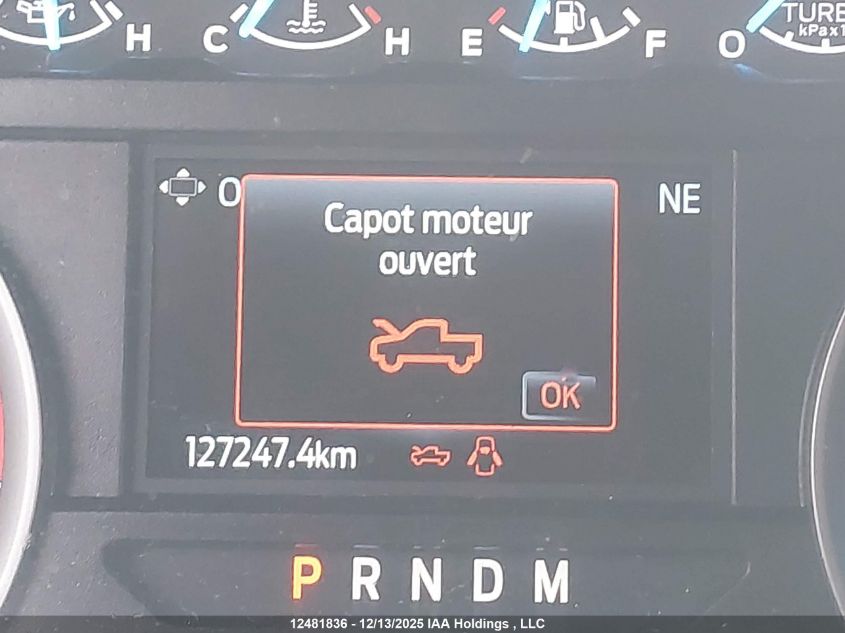 H C H E F O TURB
kPax1
O
NE
Capot moteur
ouvert
OK
127247.4km
P R N D M
12481836 - 12/13/2025 IAA Holdings , LLC